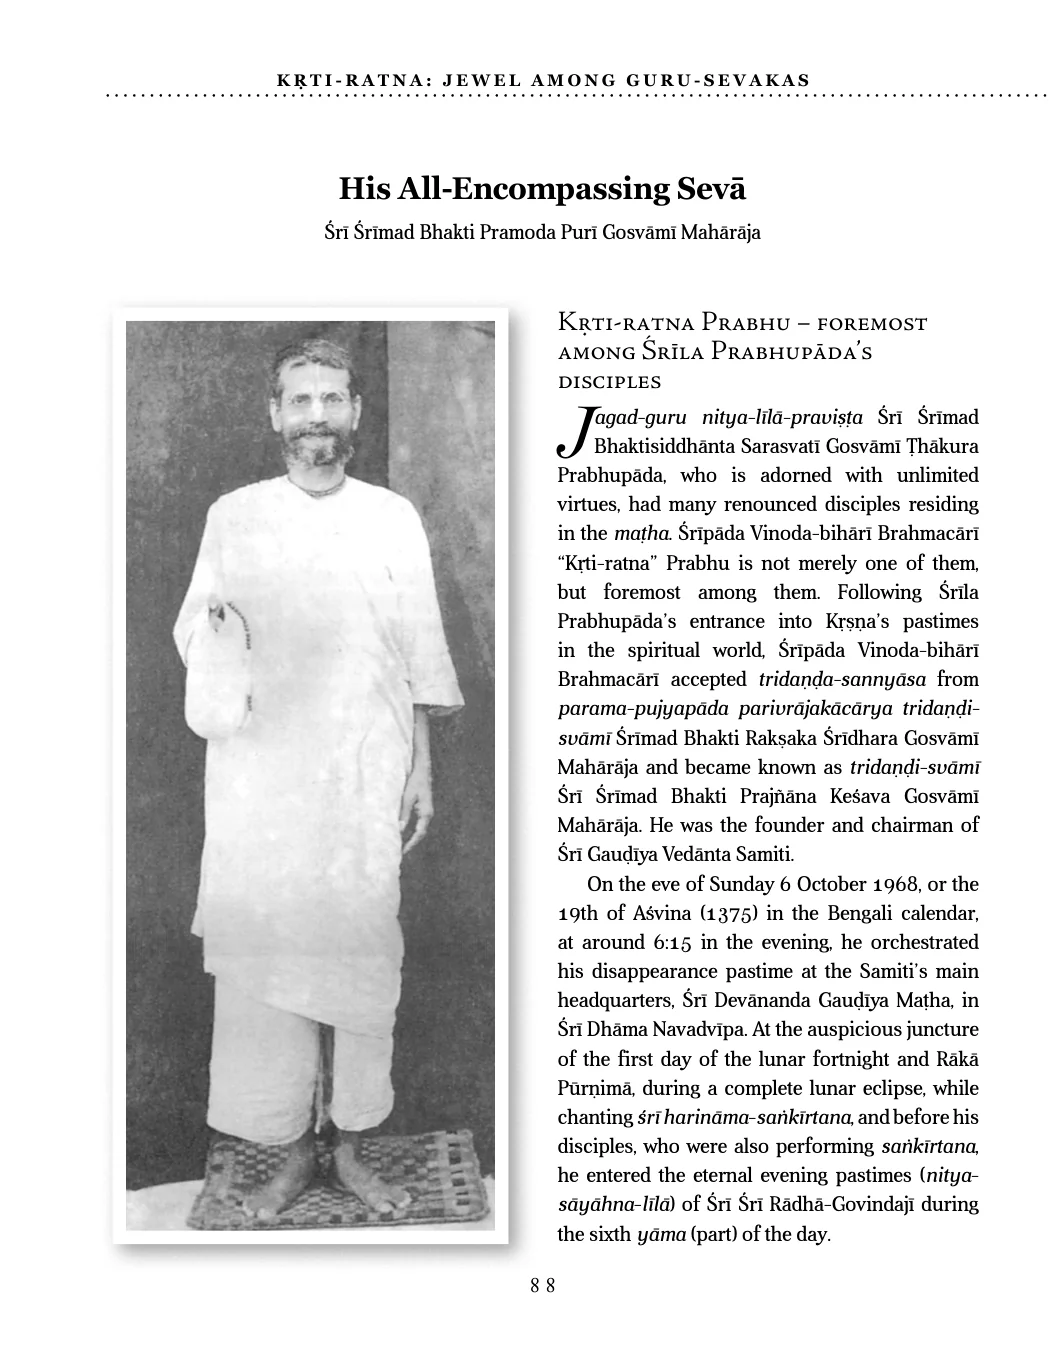 KṚTI-RATNA: JEWEL AMONG GURU-SEVAKAS
His All-Encompassing Sevā
Śrī Śrīmad Bhakti Pramoda Purī Gosvāmī Mahārāja
Kṛti-ratna Prabhu – foremost
among Śrīla Prabhupāda’s
disciples
Jagad-guru nitya-līlā-praviṣṭa Śrī Śrīmad
Bhaktisiddhānta Sarasvatī Gosvāmī Ṭhākura
Prabhupāda, who is adorned with unlimited
virtues, had many renounced disciples residing
in the maṭha. Śrīpāda Vinoda-bihārī Brahmacārī
“Kṛti-ratna” Prabhu is not merely one of them,
but foremost among them. Following Śrīla
Prabhupāda’s entrance into Kṛṣṇa’s pastimes
in the spiritual world, Śrīpāda Vinoda-bihārī
Brahmacārī accepted tridaṇḍa-sannyāsa from
parama-pujyapāda parivrājakācārya tridaṇḍi-
svāmī Śrīmad Bhakti Rakṣaka Śrīdhara Gosvāmī
Mahārāja and became known as tridaṇḍi-svāmī
Śrī Śrīmad Bhakti Prajñāna Keśava Gosvāmī
Mahārāja. He was the founder and chairman of
Śrī Gauḍīya Vedānta Samiti.
On the eve of Sunday 6 October 1968, or the
19th of Aśvina (1375) in the Bengali calendar,
at around 6:15 in the evening, he orchestrated
his disappearance pastime at the Samiti’s main
headquarters, Śrī Devānanda Gauḍīya Maṭha, in
Śrī Dhāma Navadvīpa. At the auspicious juncture
of the first day of the lunar fortnight and Rākā
Pūrṇimā, during a complete lunar eclipse, while
chanting śrī harināma-saṅkīrtana, and before his
disciples, who were also performing saṅkīrtana,
he entered the eternal evening pastimes (nitya-
sāyāhna-līlā) of Śrī Śrī Rādhā-Govindajī during
the sixth yāma (part) of the day.
88